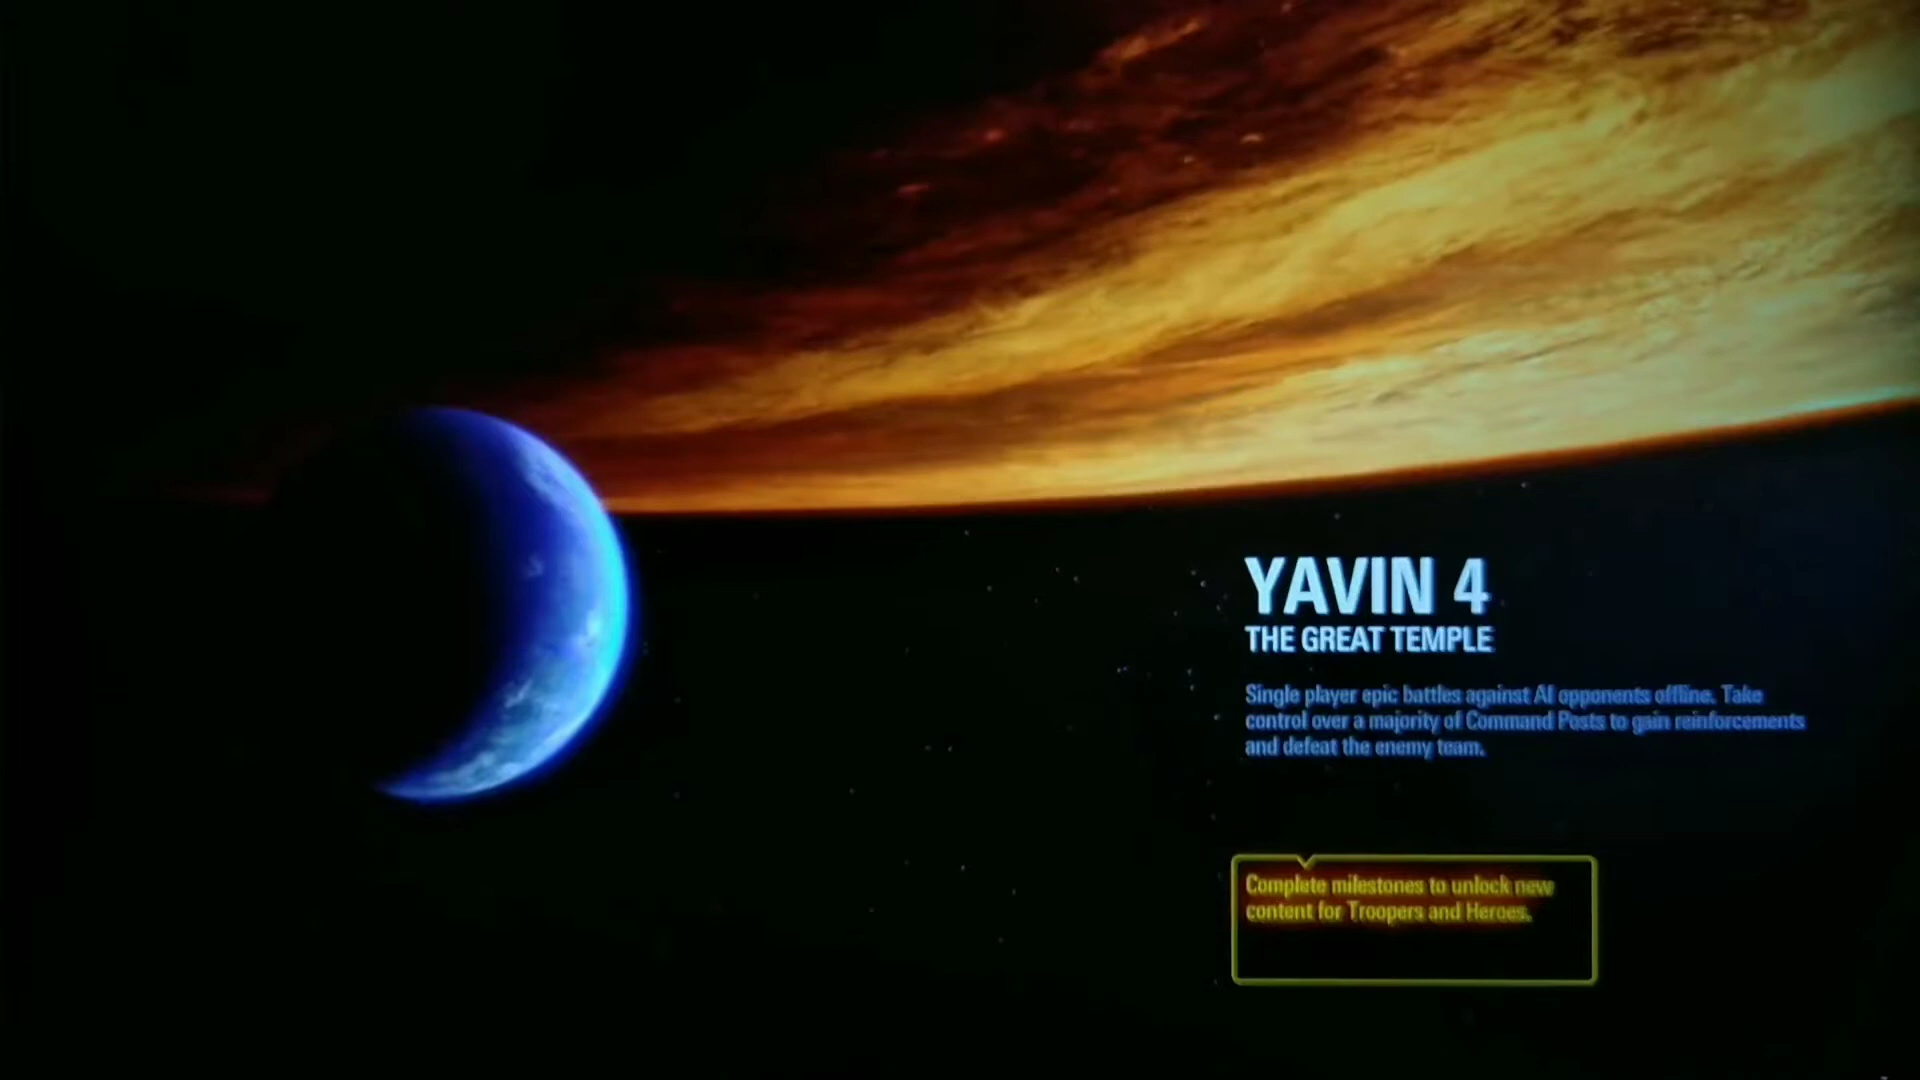 YAVIN 4
THE GREAT TEMPLE
Single player epic battles against AI opponents offline. Take
control over a majority of Command Posts to gain reinforcements
and defeat the enemy team.
Complete milestones to unlock new
content for Troopers and Heroes.